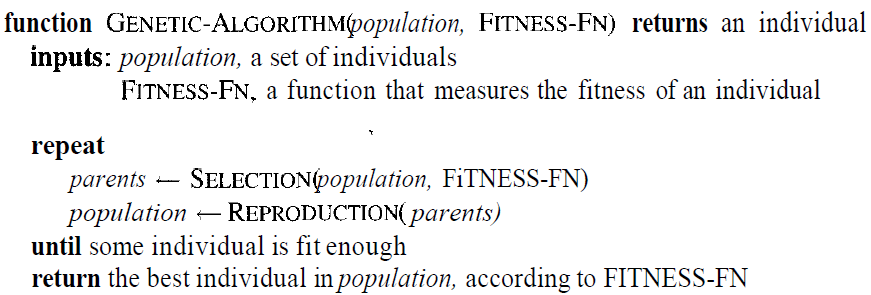 function GENETIC-ALGORITHM(population, FITNESS-FN) returns an individual
inputs: population, a set of individuals
FITNESS-FN, a function that measures the fitness of an individual
repeat
parents ← SELECTION(population, FiTNESS-FN)
population ← REPRODUCTION( parents)
until some individual is fit enough
return the best individual in population, according to FITNESS-FN